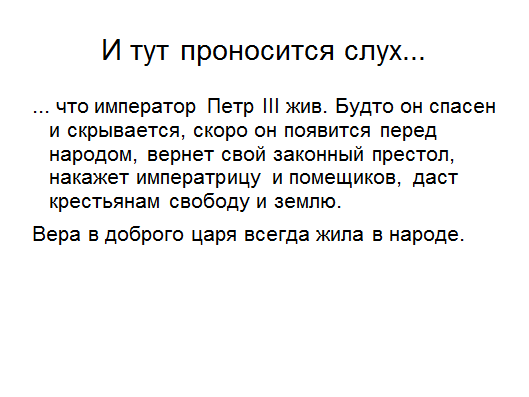 И тут проносится слух...
... что император Петр III жив. Будто он спасен
и скрывается, скоро он появится перед
народом, вернет свой законный престол,
накажет императрицу и помещиков, даст
крестьянам свободу и землю.
Вера в доброго царя всегда жила в народе.